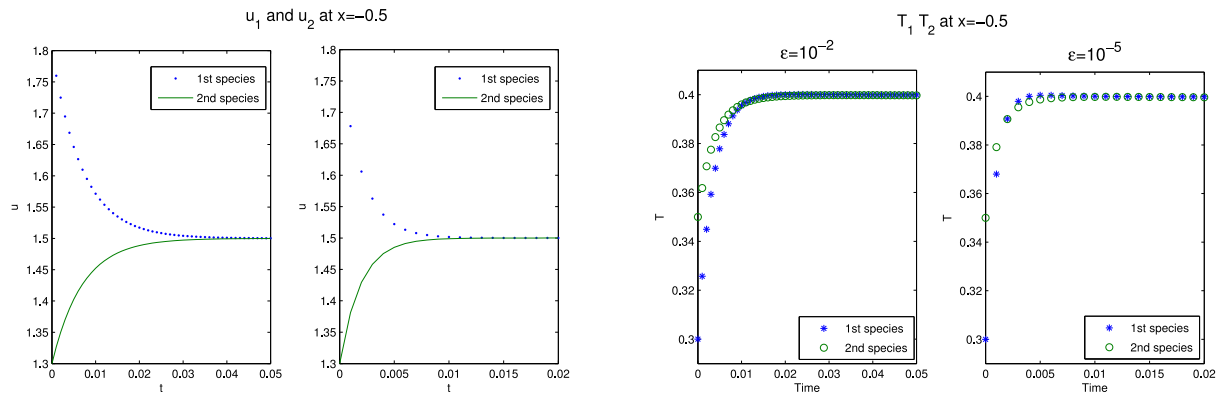 u1 and u2 at x=−0.5
1st species
2nd species
1.8
1.75
1.7
1.65
1.6
1.55
1.5
1.45
1.4
1.35
1.3
u
0 0.01 0.02 0.03 0.04 0.05
t
1st species
2nd species
1.8
1.75
1.7
1.65
1.6
1.55
1.5
1.45
1.4
1.35
1.3
u
0 0.005 0.01 0.015 0.02
t
T1 T2 at x=−0.5
ε=10−2
0.4
0.38
0.36
0.34
0.32
0.3
T
1st species
2nd species
0 0.01 0.02 0.03 0.04 0.05
Time
ε=10−5
0.4
0.38
0.36
0.34
0.32
0.3
T
1st species
2nd species
0 0.005 0.01 0.015 0.02
Time